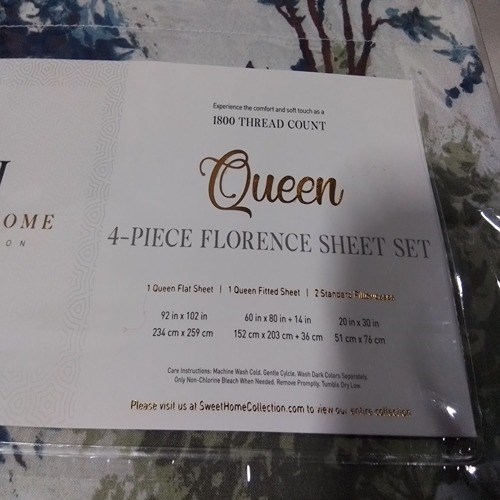 Experience the comfort and soft touch as a
1800 THREAD COUNT
Queen
OME
ON
4-PIECE FLORENCE SHEET SET
1 Queen Flat Sheet | 1 Queen Fitted Sheet | 2 Standard Pillowcases
92 in x 102 in 60 in x 80 in + 14 in 20 in x 30 in
234 cm x 259 cm 152 cm x 203 cm + 36 cm 51 cm x 76 cm
Care Instructions: Machine Wash Cold. Gentle Cylcle. Wash Dark Colors Separately.
Only Non-Chlorine Bleach When Needed. Remove Promptly. Tumble Dry Low.
Please visit us at SweetHomeCollection.com to view our entire collection